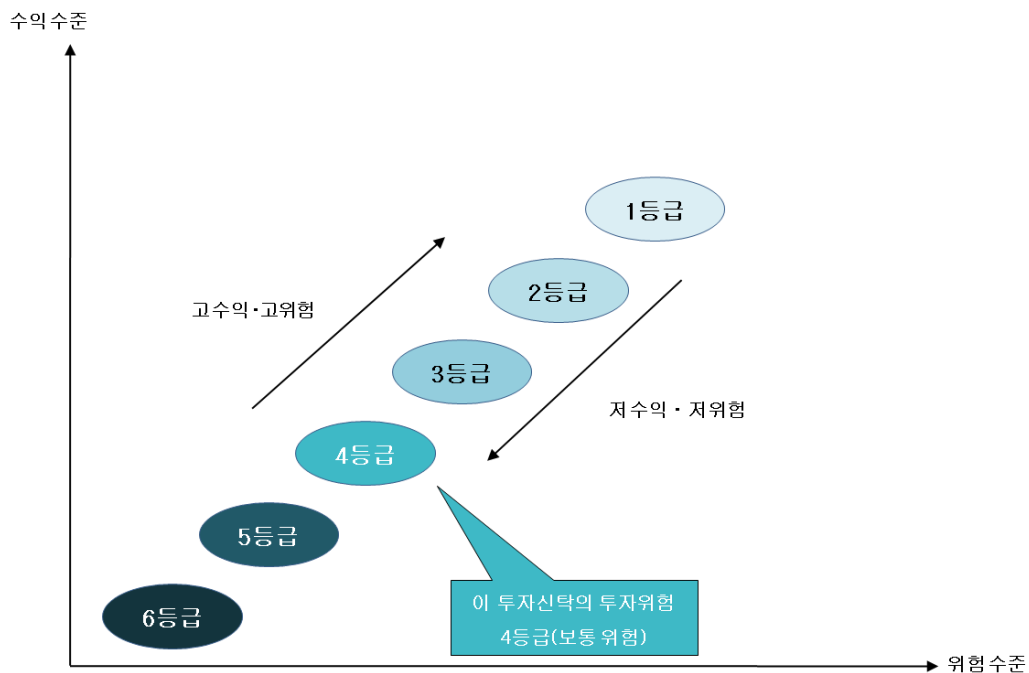 수익수준
1등급
2등급
고수익·고위험
3등급
저수익 · 저위험
4등급
5등급
이 투자신탁의 투자위험
4등급(보통 위험)
6등급
위험수준